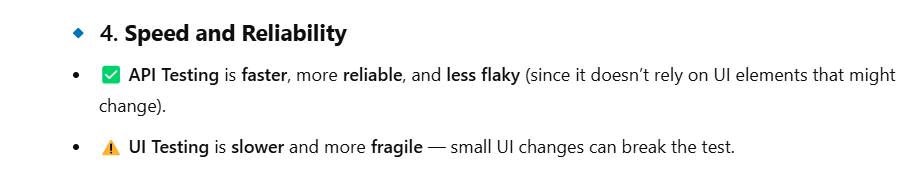 🔹 4. Speed and Reliability
• ✅ API Testing is faster, more reliable, and less flaky (since it doesn’t rely on UI elements that might
change).
• ⚠️ UI Testing is slower and more fragile — small UI changes can break the test.